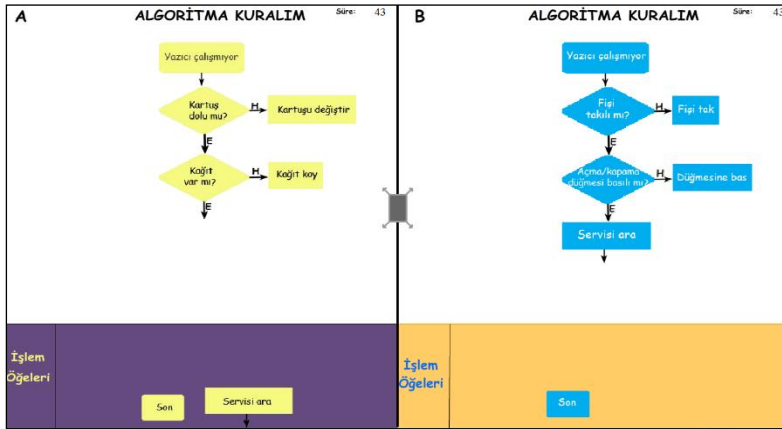 A
ALGORİTMA KURALIM
Süre: 43
Yazıcı çalışmıyor
Kartuş
dolu mu?
H
Kartuşu değiştir
E
Kağıt
var mı?
H
Kağıt koy
E
İşlem
Öğeleri
Son
Servisi ara
B
ALGORİTMA KURALIM
Süre: 43
Yazıcı çalışmıyor
Fişi
takılı mı?
H
Fişi tak
E
Açma/kapama
düğmesi basılı mı?
H
Düğmesine bas
E
Servisi ara
İşlem
Öğeleri
Son